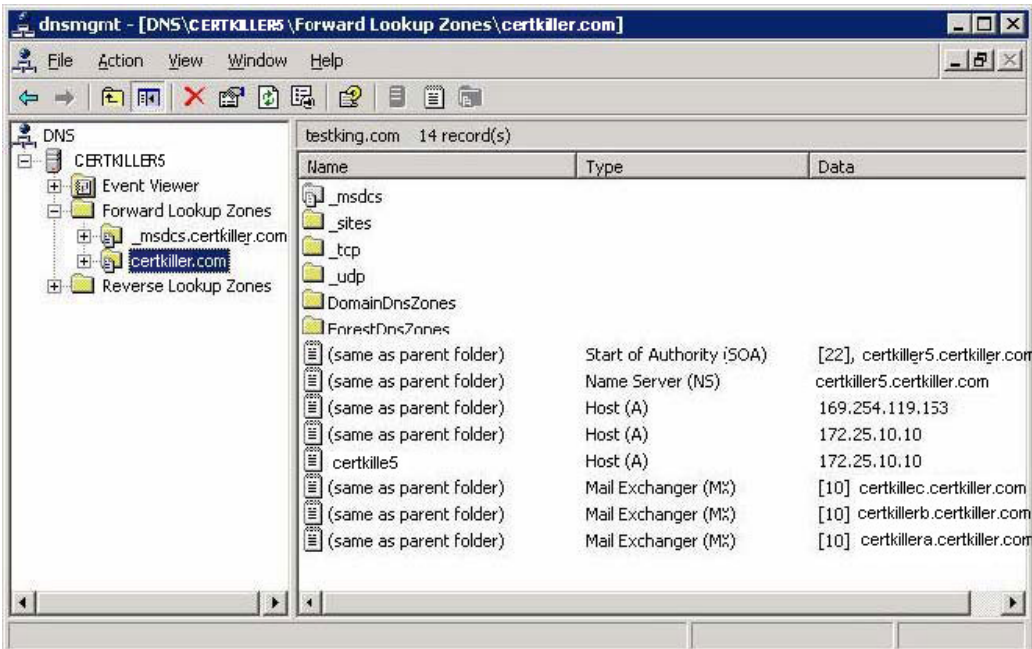 dnsmgmt - [DNS\CERTKILLER5\Forward Lookup Zones\certkiller.com]
File Action View Window Help
DNS
CERTKILLER5
Event Viewer
Forward Lookup Zones
_msdcs.certkiller.com
certkiller.com
Reverse Lookup Zones
testking.com 14 record(s)
Name Type Data
_msdcs
_sites
_tcp
_udp
DomainDnsZones
ForestDnsZones
(same as parent folder) Start of Authority (SOA) [22], certkiller5.certkiller.com
(same as parent folder) Name Server (NS) certkiller5.certkiller.com
(same as parent folder) Host (A) 169.254.119.153
(same as parent folder) Host (A) 172.25.10.10
certkille5 Host (A) 172.25.10.10
(same as parent folder) Mail Exchanger (MX) [10] certkillec.certkiller.com
(same as parent folder) Mail Exchanger (MX) [10] certkillerb.certkiller.com
(same as parent folder) Mail Exchanger (MX) [10] certkillera.certkiller.com